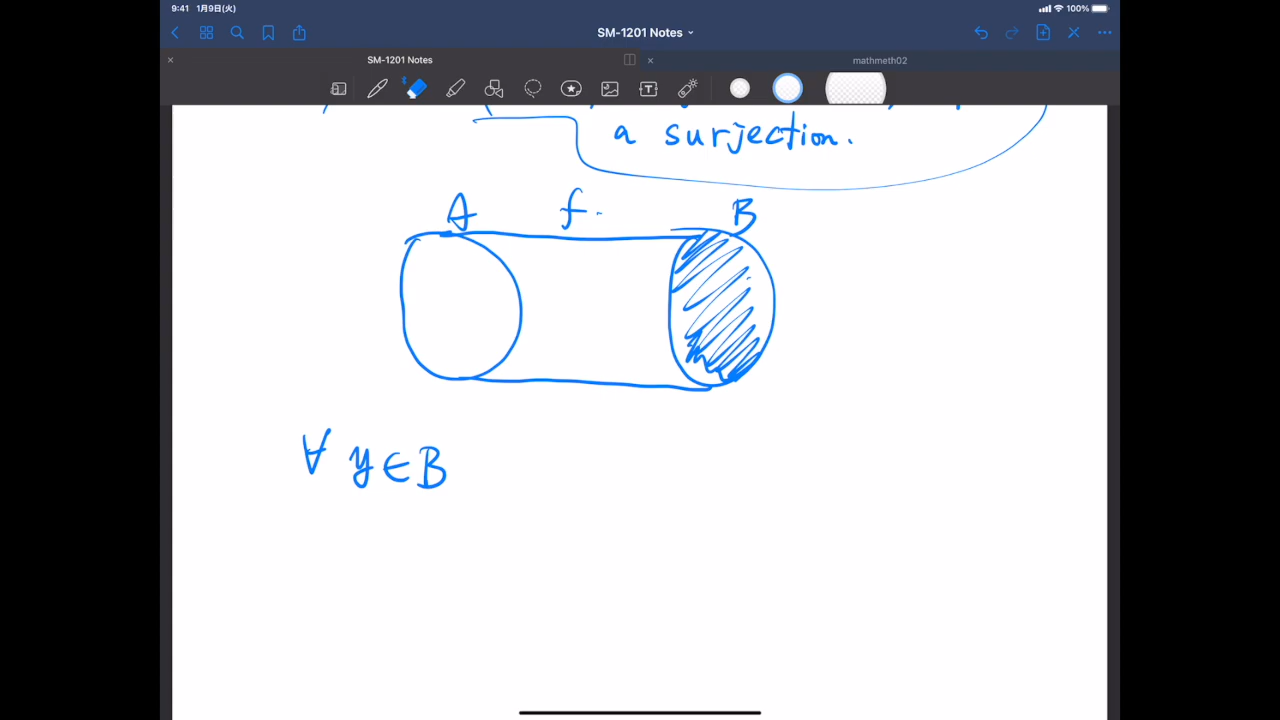 9:41 1月9日(火) 100%
SM-1201 Notes
SM-1201 Notes mathmeth02
a surjection.
A f. B
∀ y ∈ B